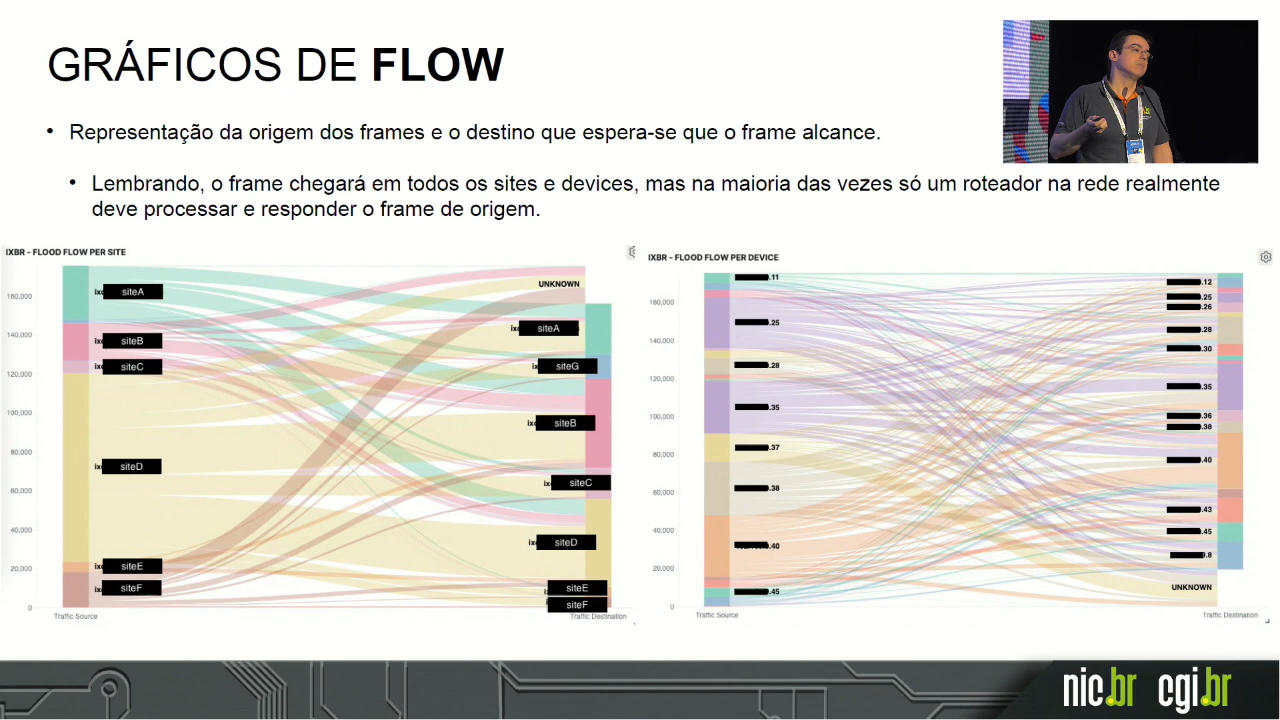 GRÁFICOS DE FLOW
• Representação da origem dos frames e o destino que espera-se que o frame alcance.
• Lembrando, o frame chegará em todos os sites e devices, mas na maioria das vezes só um roteador na rede realmente
deve processar e responder o frame de origem.
IXBR - FLOOD FLOW PER SITE
160,000
140,000
120,000
100,000
80,000
60,000
40,000
20,000
0
siteA
siteB
siteC
siteD
siteE
siteF
UNKNOWN
siteA
siteG
siteB
siteC
siteD
siteE
siteF
Traffic Source
Traffic Destination
IXBR - FLOOD FLOW PER DEVICE
160,000
140,000
120,000
100,000
80,000
60,000
40,000
20,000
0
.11
.25
.28
.35
.37
.38
.40
.45
.12
.25
.26
.28
.30
.35
.36
.38
.40
.43
.45
.8
UNKNOWN
Traffic Source
Traffic Destination
nic.br cgi.br